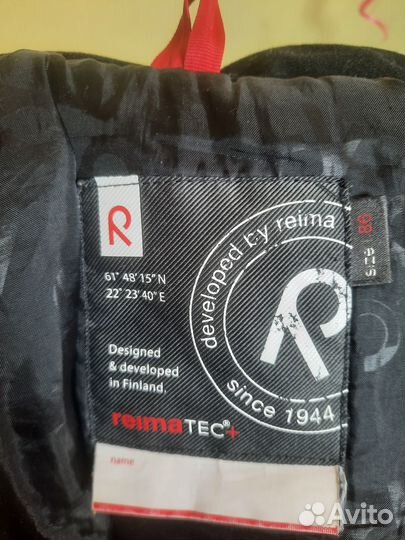 developed by reima
since 1944
size 86
61° 48' 15" N
22° 23' 40" E
Designed
& developed
in Finland.
reimaTEC®+
name
Avito